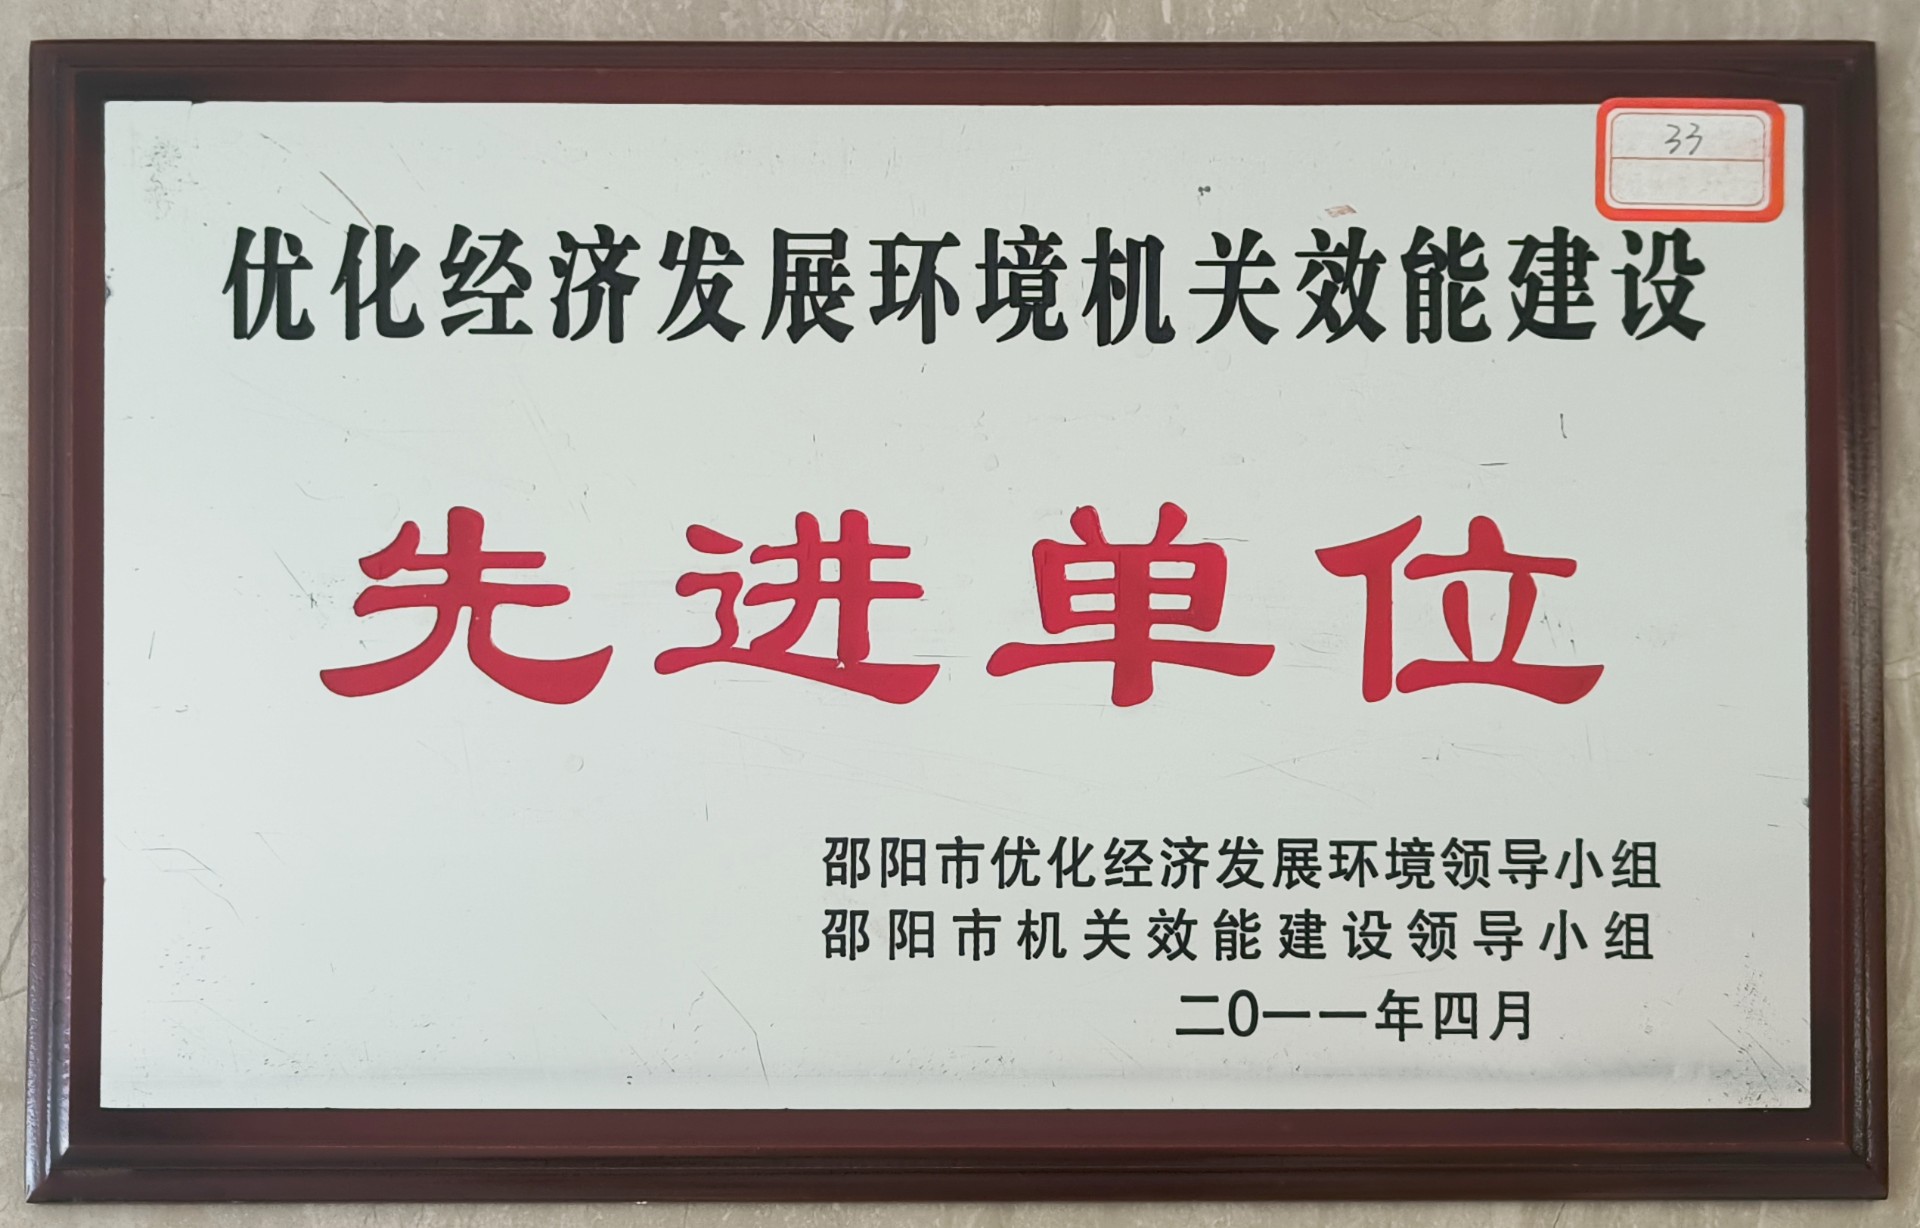 33
优化经济发展环境机关效能建设
先进单位
邵阳市优化经济发展环境领导小组
邵阳市机关效能建设领导小组
二0一一年四月